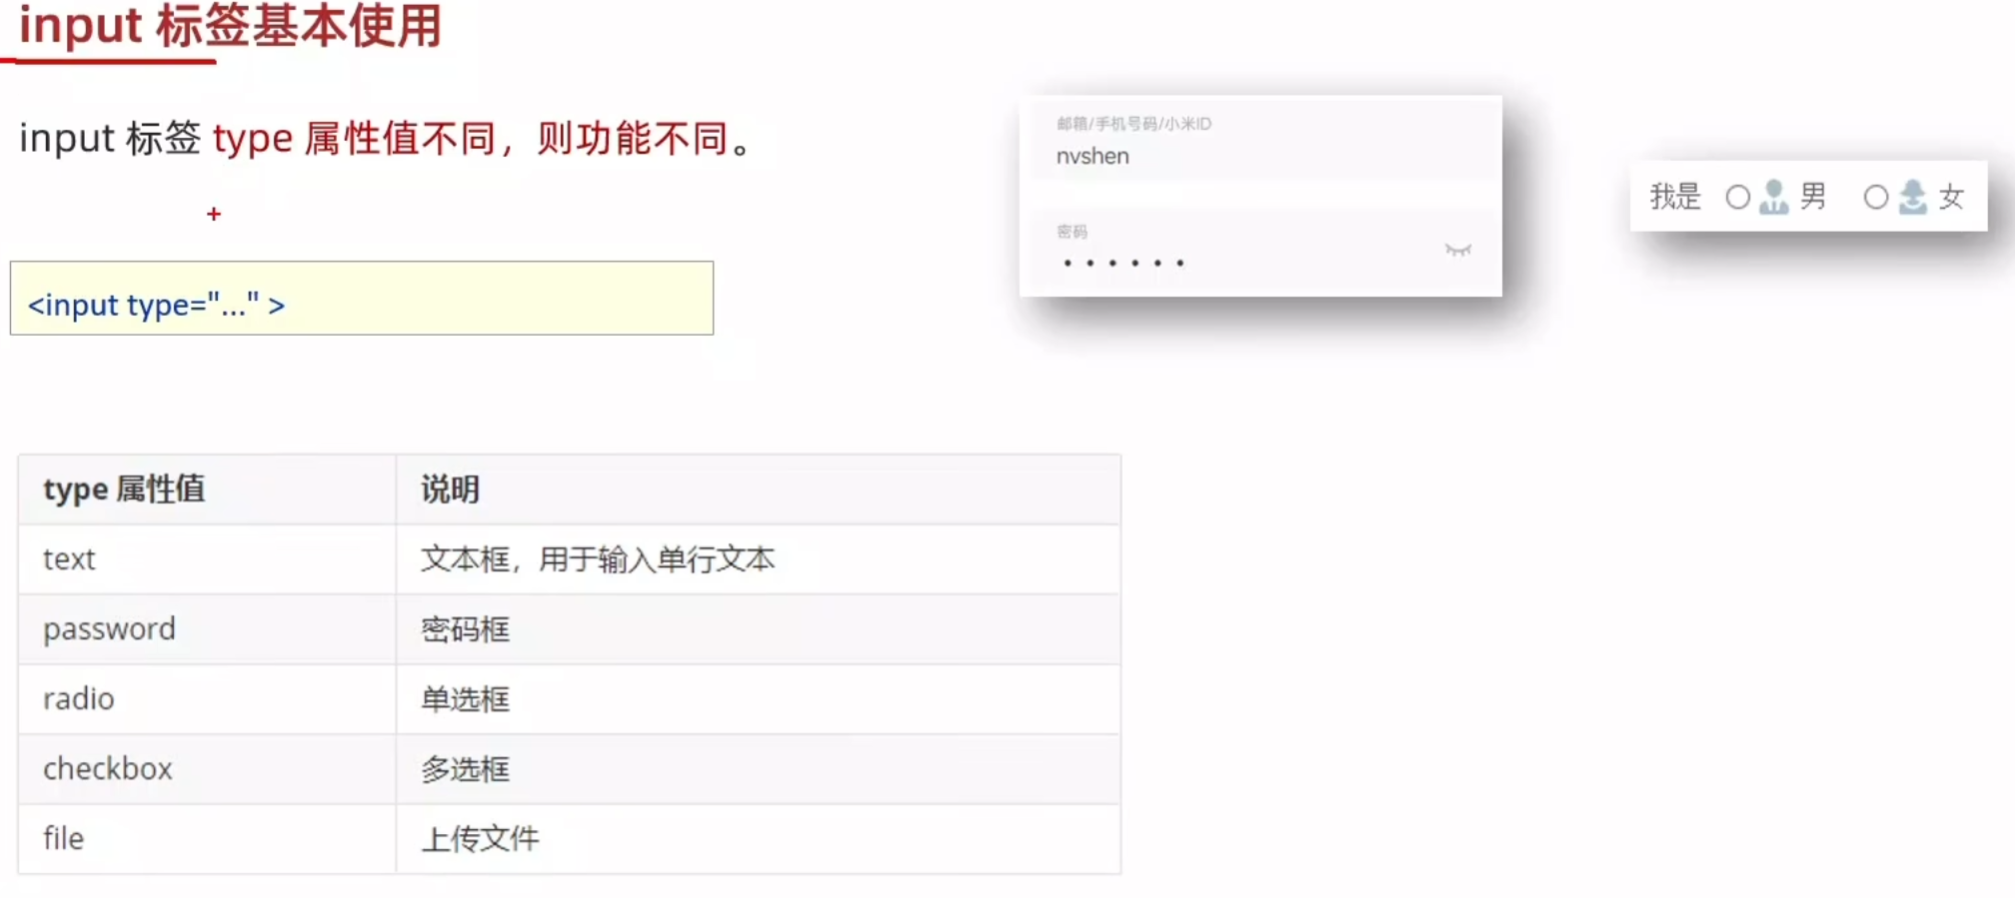 input 标签基本使用
input 标签 type 属性值不同，则功能不同。
<input type="..." >
邮箱/手机号码/小米ID
nvshen
密码
我是 男 女
type 属性值 说明
text 文本框，用于输入单行文本
password 密码框
radio 单选框
checkbox 多选框
file 上传文件